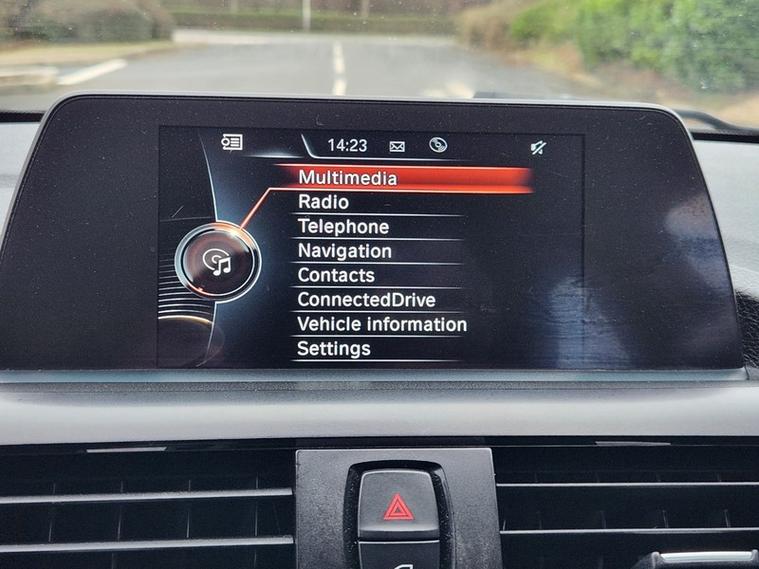 14:23
Multimedia
Radio
Telephone
Navigation
Contacts
ConnectedDrive
Vehicle information
Settings